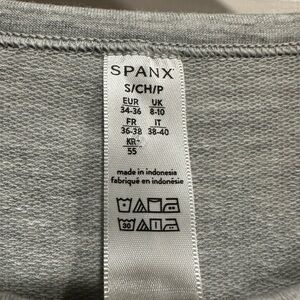 SPANX
S/CH/P
EUR UK
34-36 8-10
FR IT
36-38 38-40
KR
55
made in indonesia
fabriqué en indonésie
30